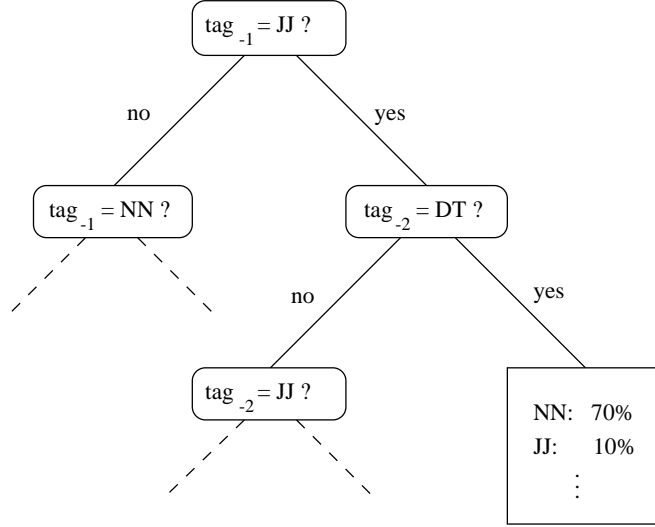 tag -1 = JJ ?
no
yes
tag -1 = NN ?
tag -2 = DT ?
no
yes
tag -2 = JJ ?
NN: 70%
JJ: 10%
⋮